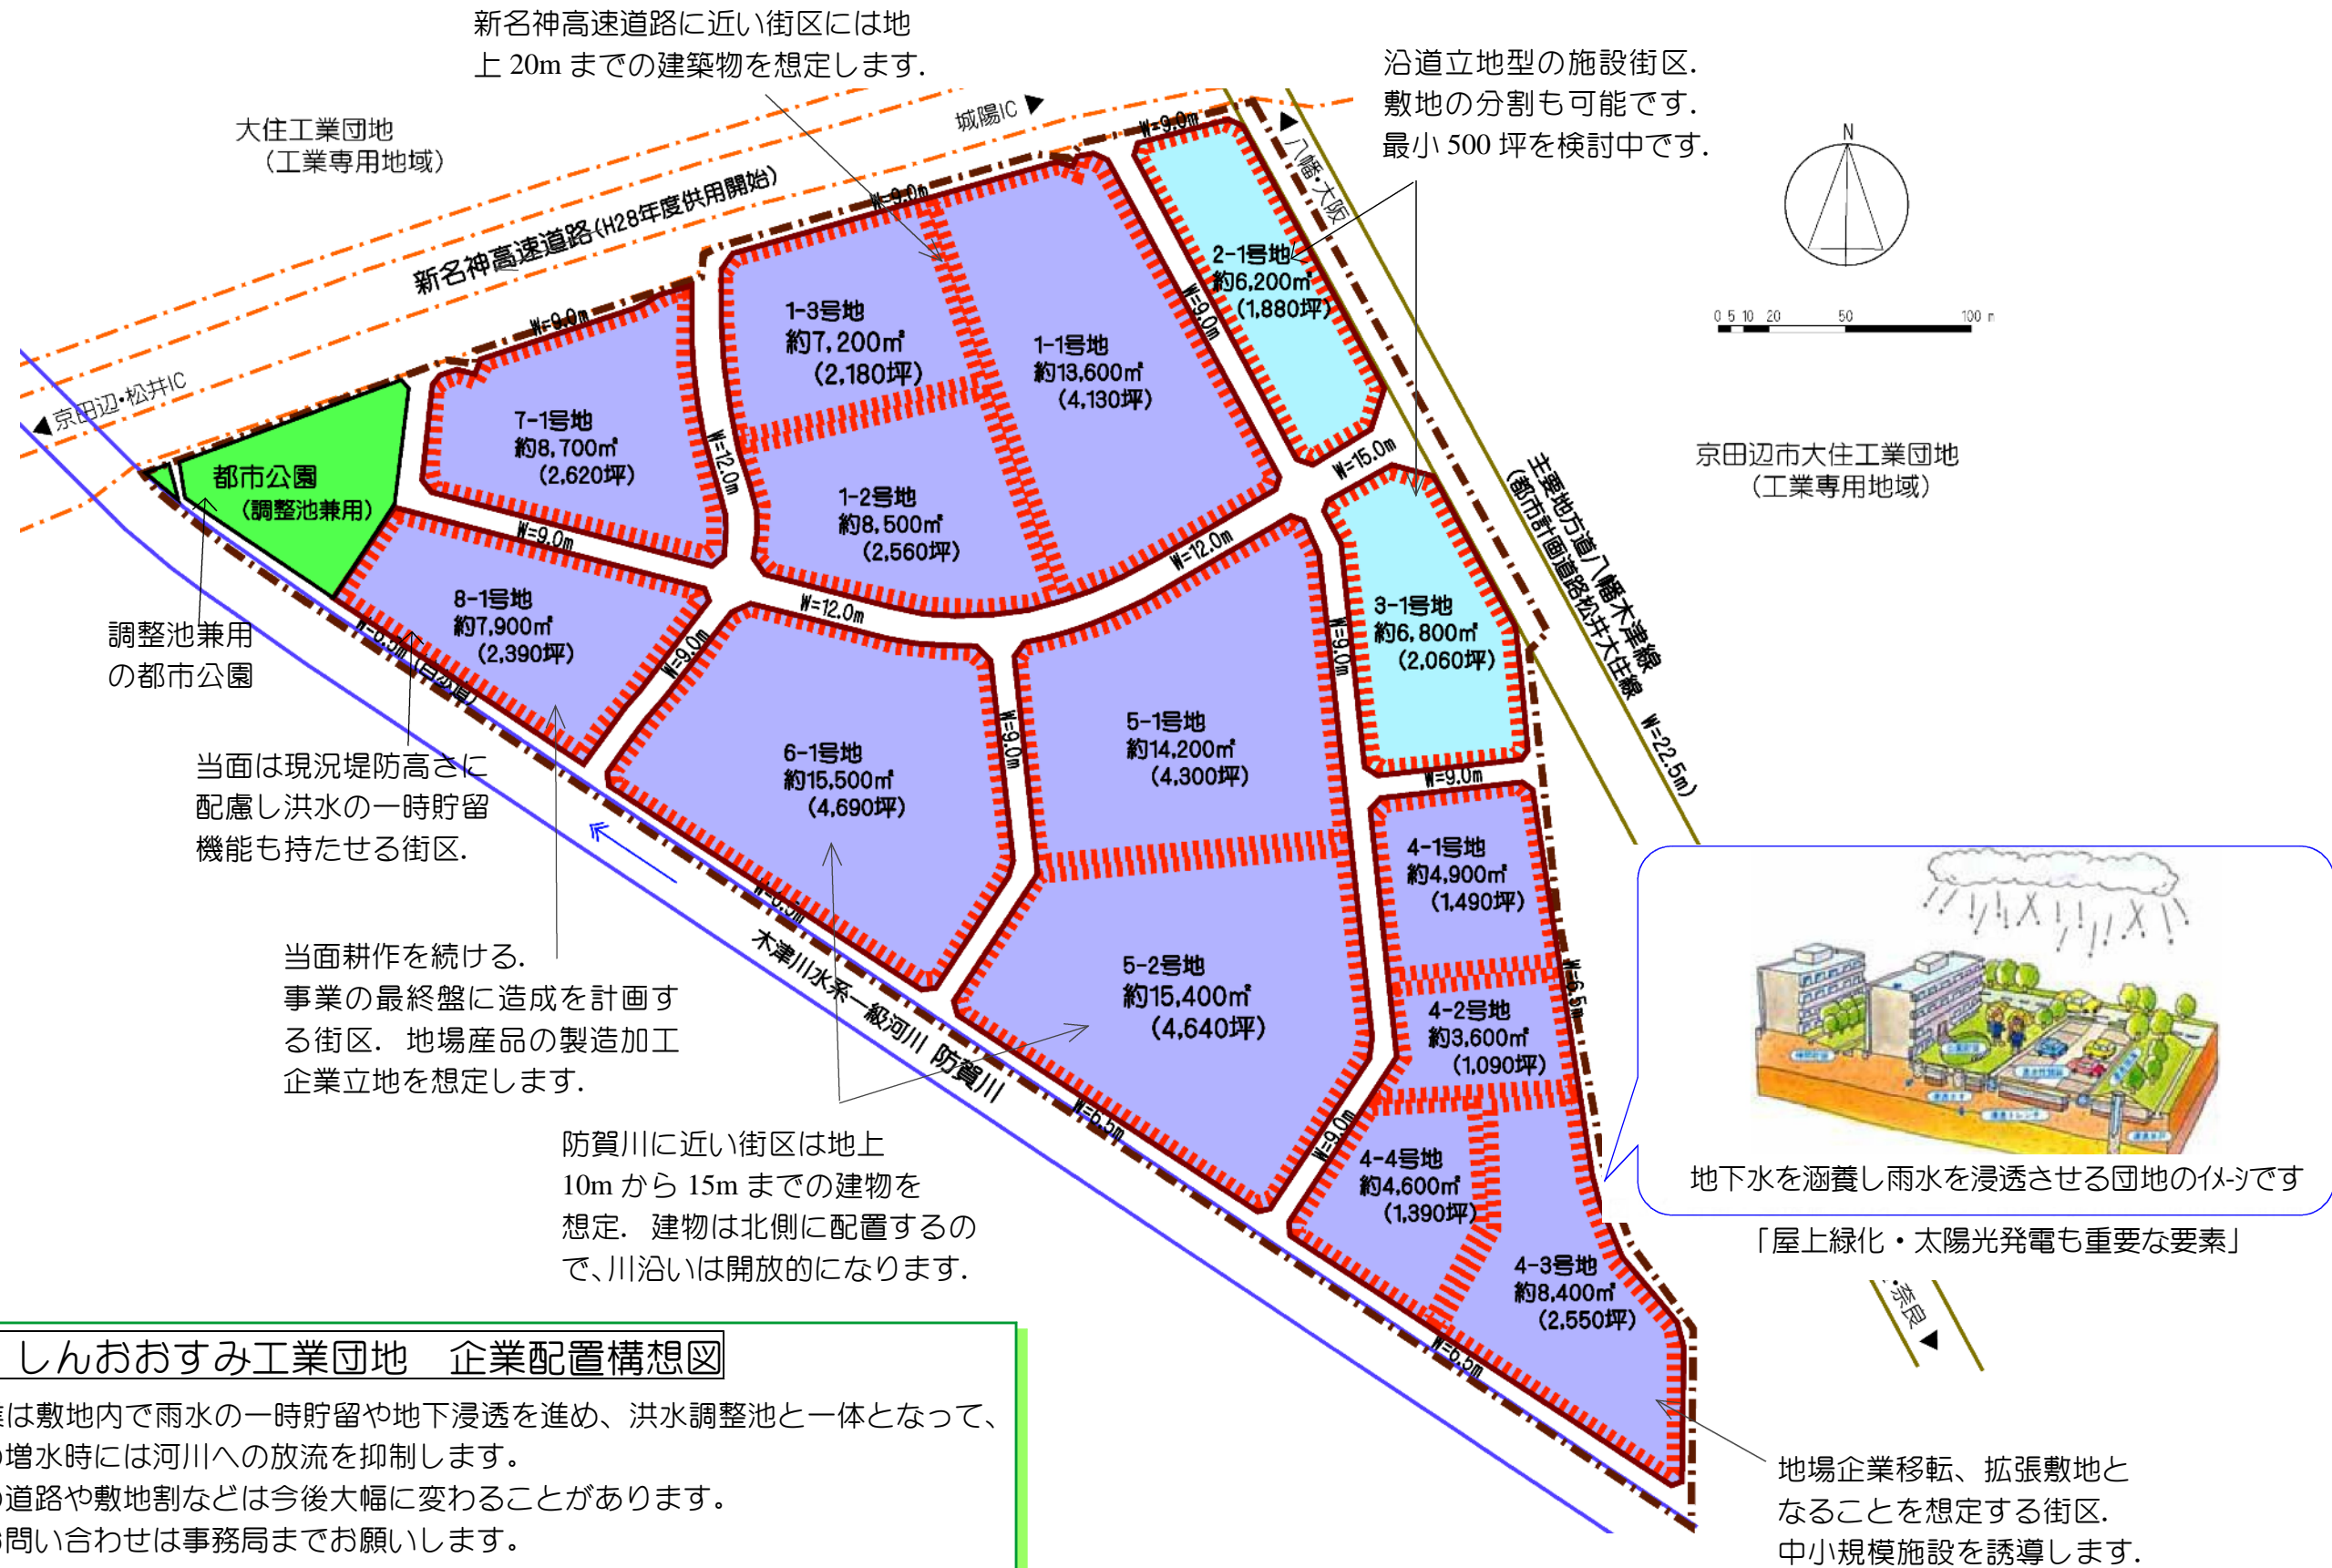 新名神高速道路に近い街区には地
上 20m までの建築物を想定します.
沿道立地型の施設街区.
敷地の分割も可能です.
最小 500 坪を検討中です.
大住工業団地
(工業専用地域)
城陽IC ▶
新名神高速道路(H28年度供用開始)
◀ 京田辺・松井IC
▲ 八幡・大阪
N
0 5 10 20 50 100 m
京田辺市大住工業団地
(工業専用地域)
主要地方道八幡木津線
(都市計画道路松井大住線 W=22.5m)
W=9.0m
W=9.0m
W=9.0m
W=9.0m
W=15.0m
W=12.0m
W=12.0m
W=12.0m
W=9.0m
W=9.0m
W=9.0m
W=9.0m
W=9.0m
W=9.0m
W=6.5m
W=6.5m
W=6.5m
W=6.5m
2-1号地
約6,200㎡
(1,880坪)
1-3号地
約7,200㎡
(2,180坪)
1-1号地
約13,600㎡
(4,130坪)
7-1号地
約8,700㎡
(2,620坪)
1-2号地
約8,500㎡
(2,560坪)
都市公園
(調整池兼用)
8-1号地
約7,900㎡
(2,390坪)
3-1号地
約6,800㎡
(2,060坪)
6-1号地
約15,500㎡
(4,690坪)
5-1号地
約14,200㎡
(4,300坪)
4-1号地
約4,900㎡
(1,490坪)
5-2号地
約15,400㎡
(4,640坪)
4-2号地
約3,600㎡
(1,090坪)
4-4号地
約4,600㎡
(1,390坪)
4-3号地
約8,400㎡
(2,550坪)
調整池兼用
の都市公園
当面は現況堤防高さに
配慮し洪水の一時貯留
機能も持たせる街区.
当面耕作を続ける.
事業の最終盤に造成を計画す
る街区. 地場産品の製造加工
企業立地を想定します.
木津川水系一級河川 防賀川
防賀川に近い街区は地上
10m から 15m までの建物を
想定. 建物は北側に配置するの
で、川沿いは開放的になります.
地下水を涵養し雨水を浸透させる団地のイメージです
「屋上緑化・太陽光発電も重要な要素」
・奈良 ▼
地場企業移転、拡張敷地と
なることを想定する街区.
中小規模施設を誘導します.
しんおおすみ工業団地 企業配置構想図
は敷地内で雨水の一時貯留や地下浸透を進め、洪水調整池と一体となって、
増水時には河川への放流を抑制します。
道路や敷地割などは今後大幅に変わることがあります。
問い合わせは事務局までお願いします。